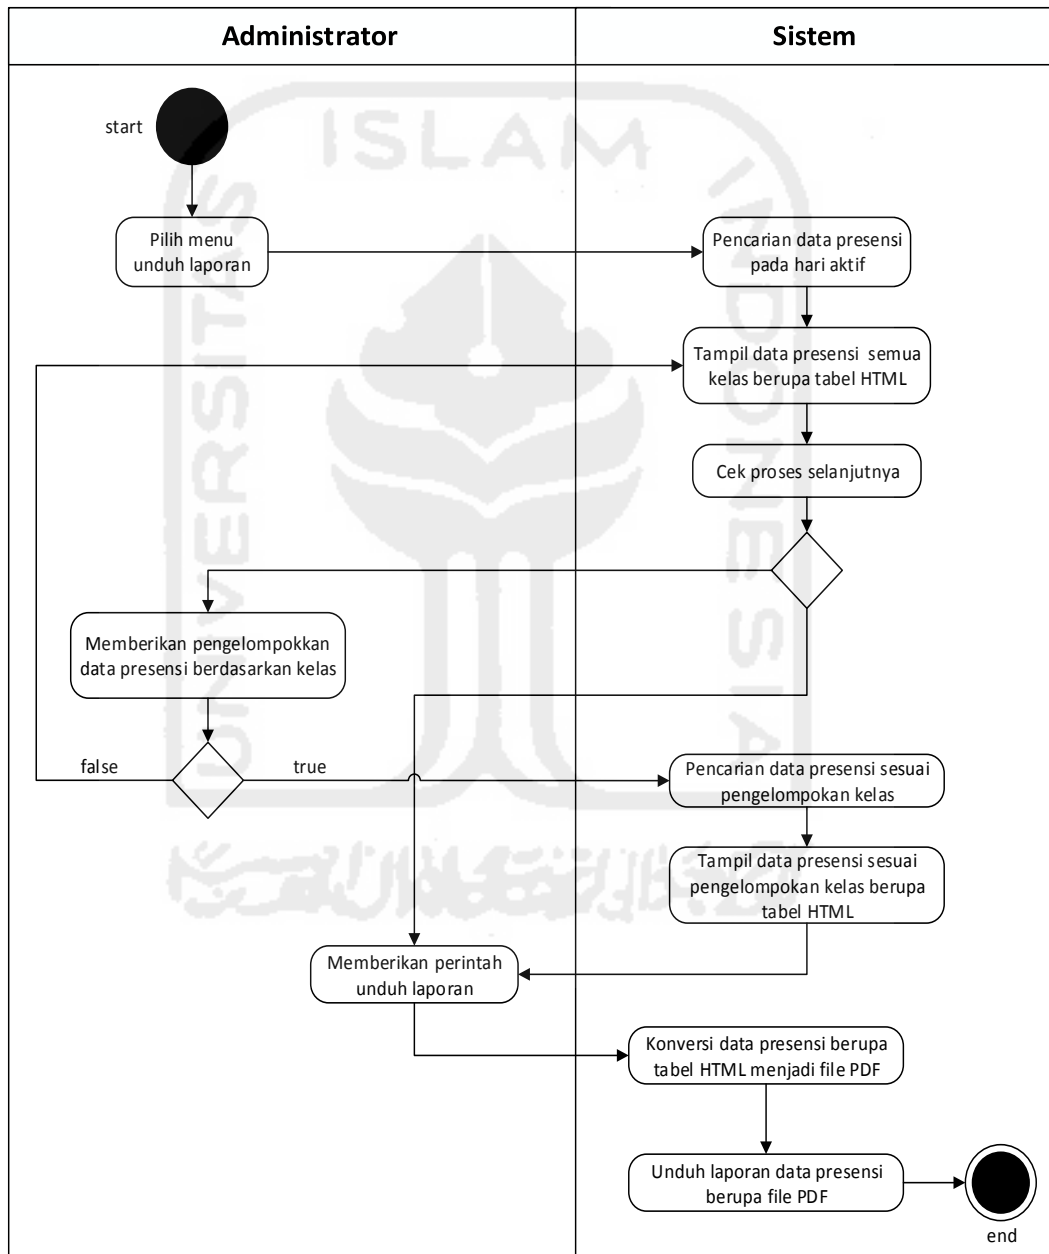 Administrator
Sistem
ISLAM
UNIVERSITAS
INDONESIA
start
Pilih menu
unduh laporan
Pencarian data presensi
pada hari aktif
Tampil data presensi semua
kelas berupa tabel HTML
Cek proses selanjutnya
Memberikan pengelompokkan
data presensi berdasarkan kelas
false
true
Pencarian data presensi sesuai
pengelompokan kelas
Tampil data presensi sesuai
pengelompokan kelas berupa
tabel HTML
Memberikan perintah
unduh laporan
Konversi data presensi berupa
tabel HTML menjadi file PDF
Unduh laporan data presensi
berupa file PDF
end